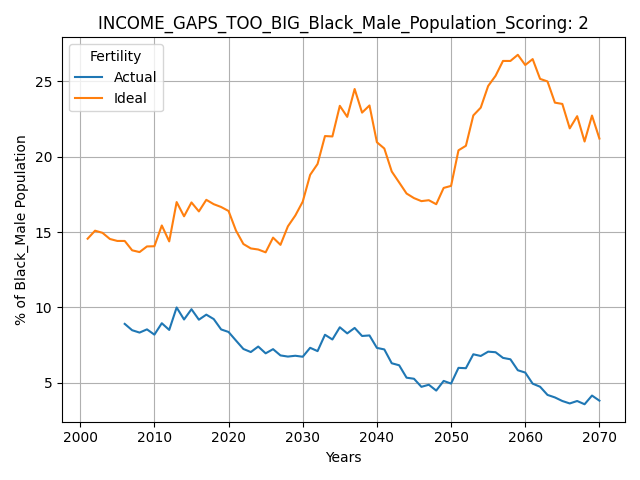 INCOME_GAPS_TOO_BIG_Black_Male_Population_Scoring: 2
Fertility
Actual
Ideal
% of Black_Male Population
25
20
15
10
5
2000 2010 2020 2030 2040 2050 2060 2070
Years